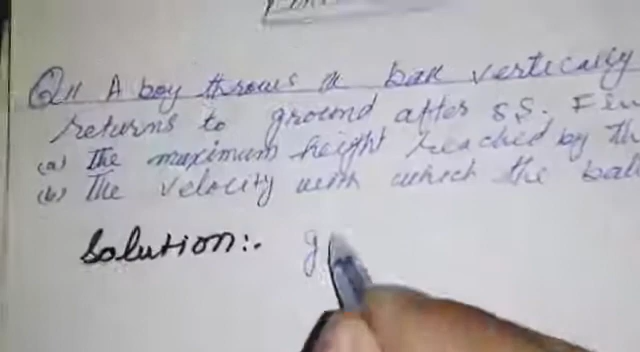 Q11 A boy throws a ball vertically
returns to ground after 5S. Fin
(a) The maximum height reached by th
(b) The velocity with which the ball
Solution:-
g